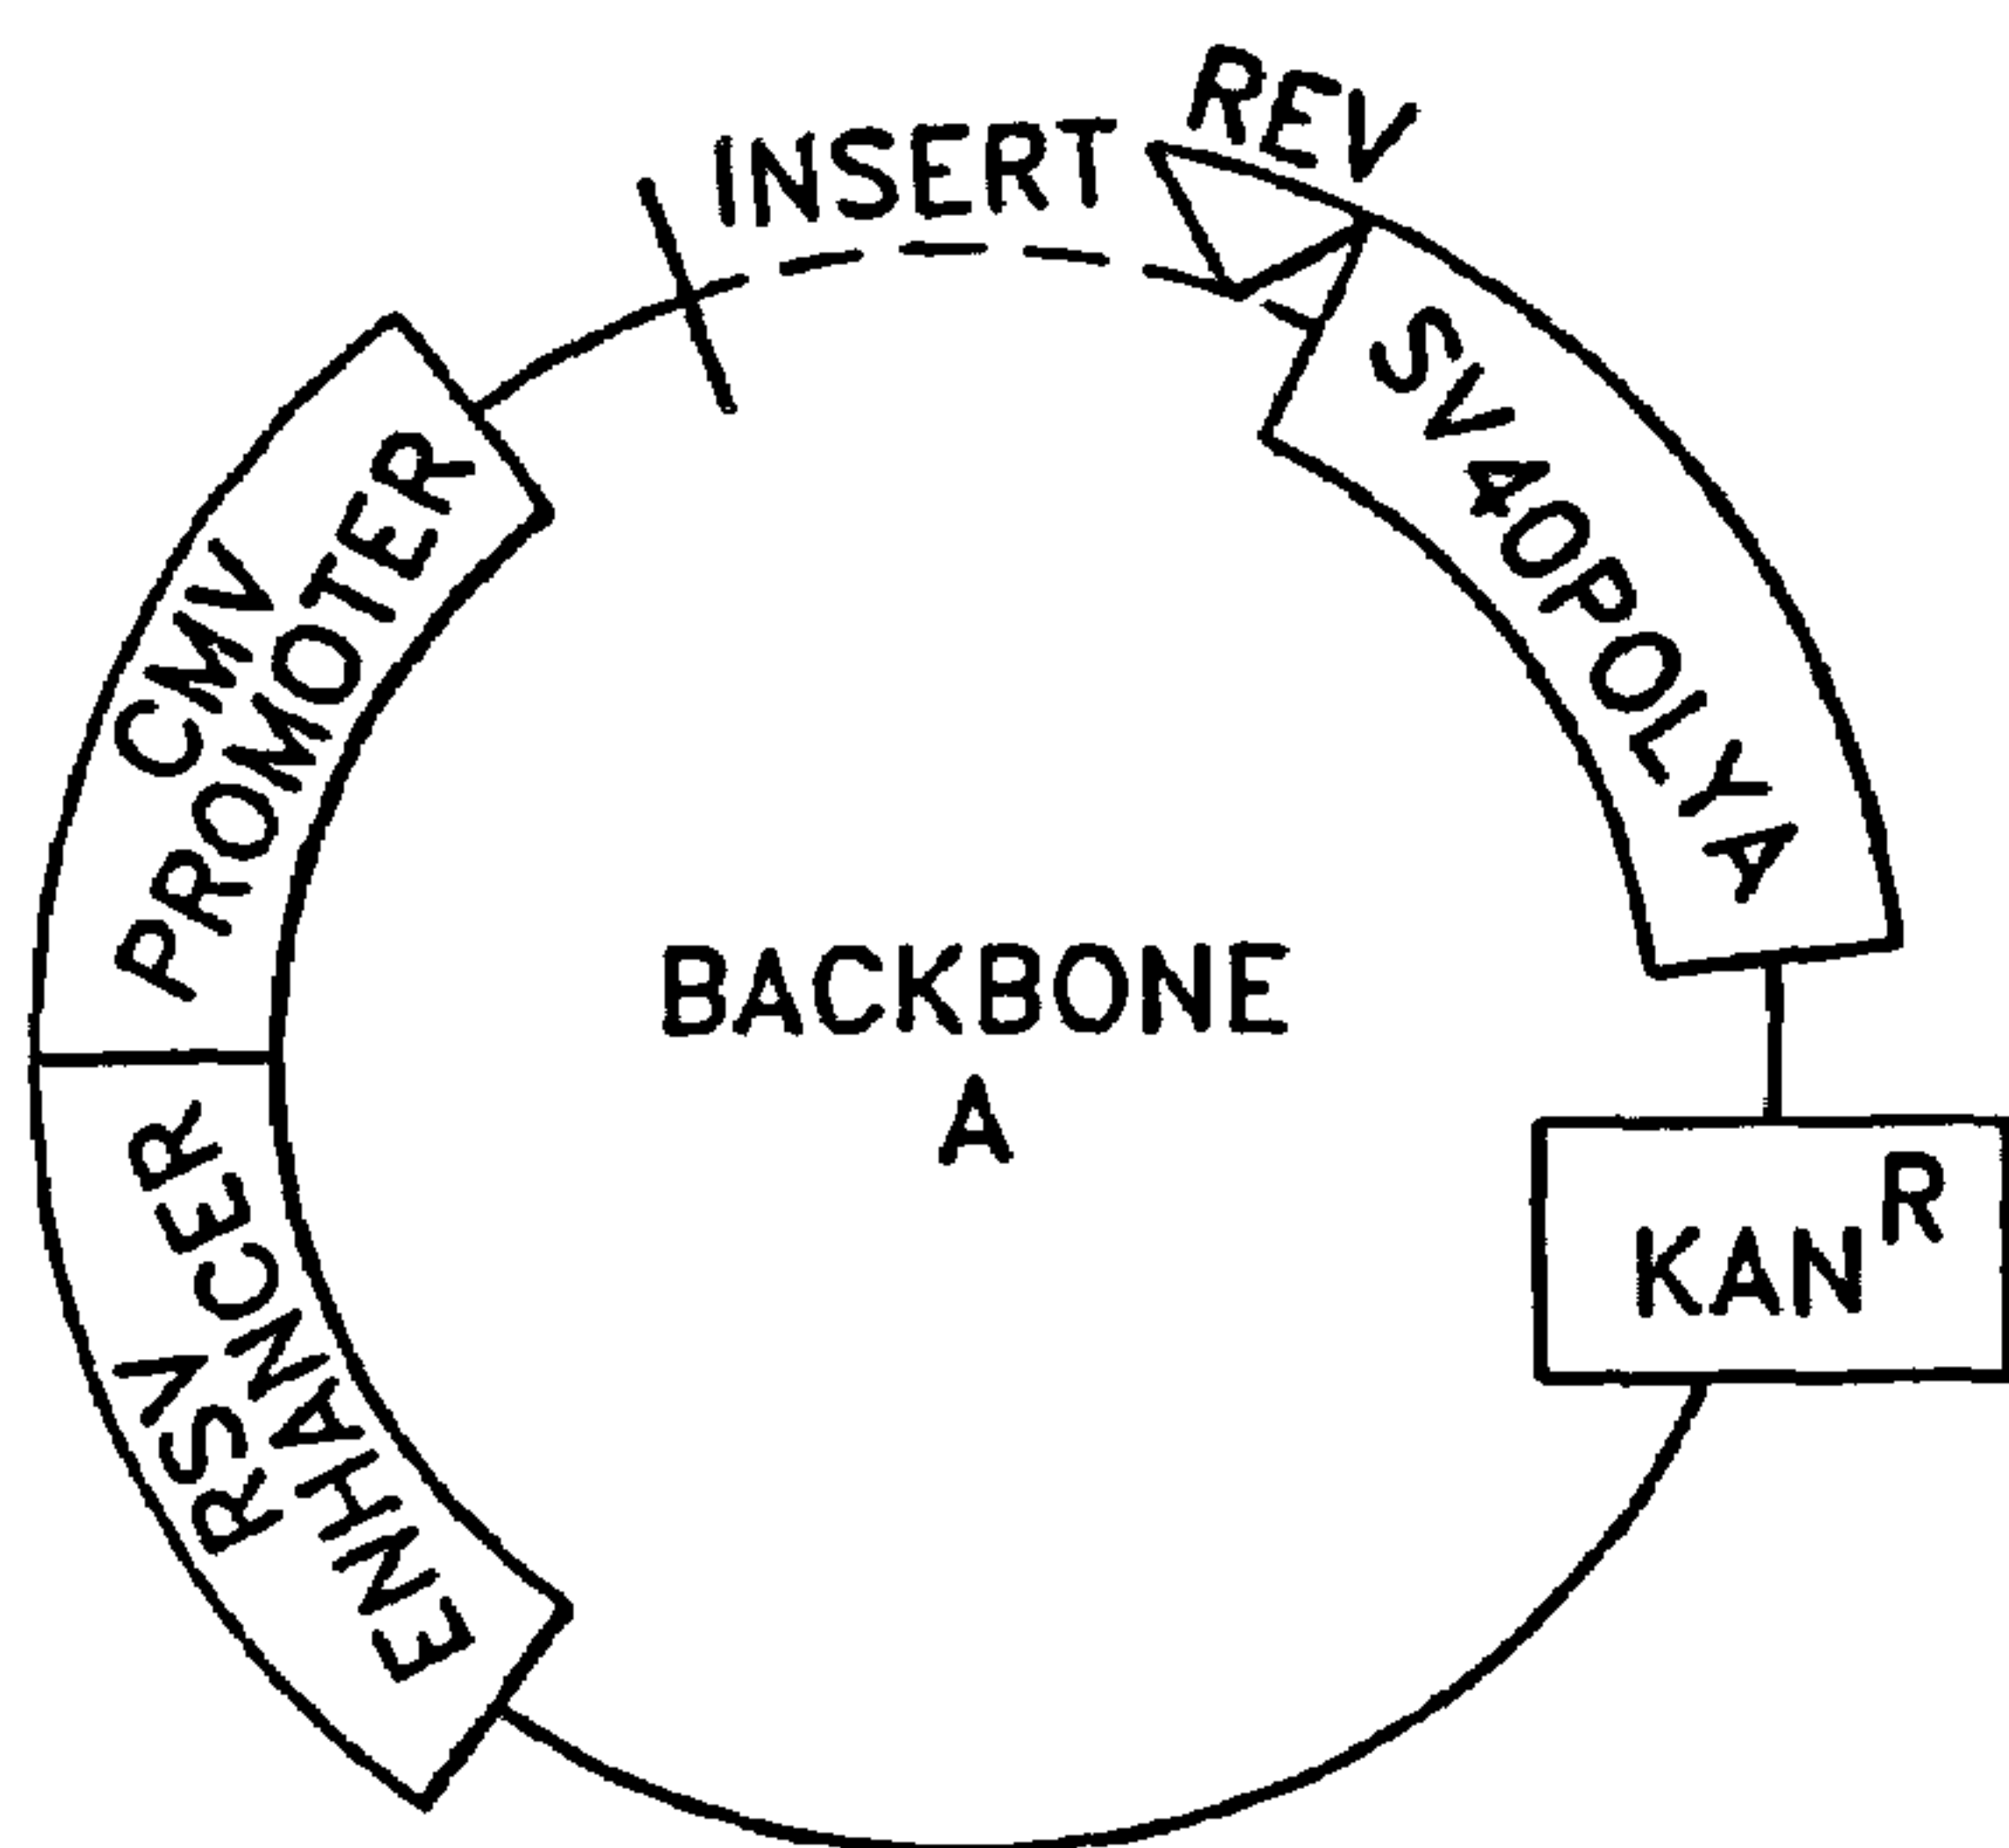 INSERT
REV
CMV
PROMOTER
SV40POLYA
BACKBONE
A
KAN^R
RSV
ENHANCER